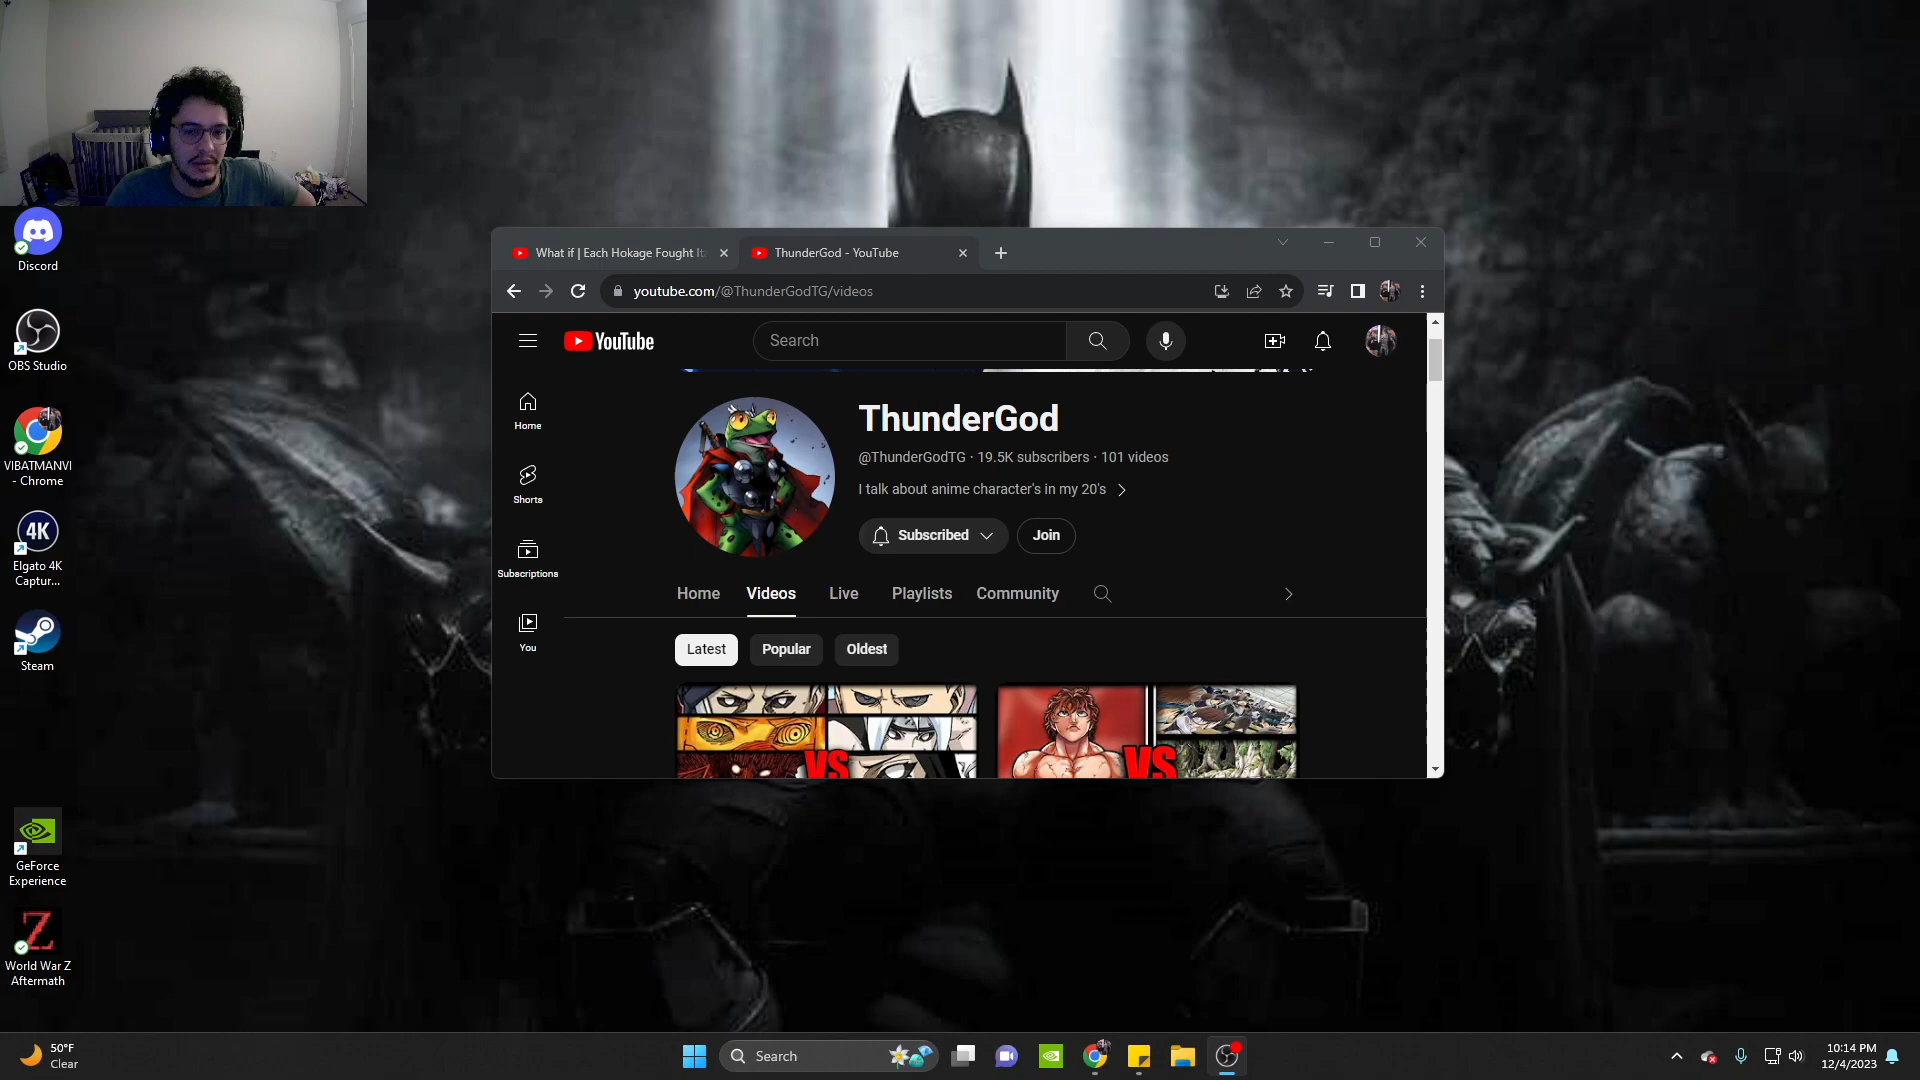 Discord
OBS Studio
VIBATMANVI
- Chrome
4K
Elgato 4K
Captur...
Steam
GeForce
Experience
Z
World War Z
Aftermath
What if | Each Hokage Fought It
ThunderGod - YouTube
youtube.com/@ThunderGodTG/videos
YouTube
Search
Home
Shorts
Subscriptions
You
ThunderGod
@ThunderGodTG · 19.5K subscribers · 101 videos
I talk about anime character's in my 20's
Subscribed
Join
Home
Videos
Live
Playlists
Community
Latest
Popular
Oldest
VS
VS
50°F
Clear
Search
10:14 PM
12/4/2023